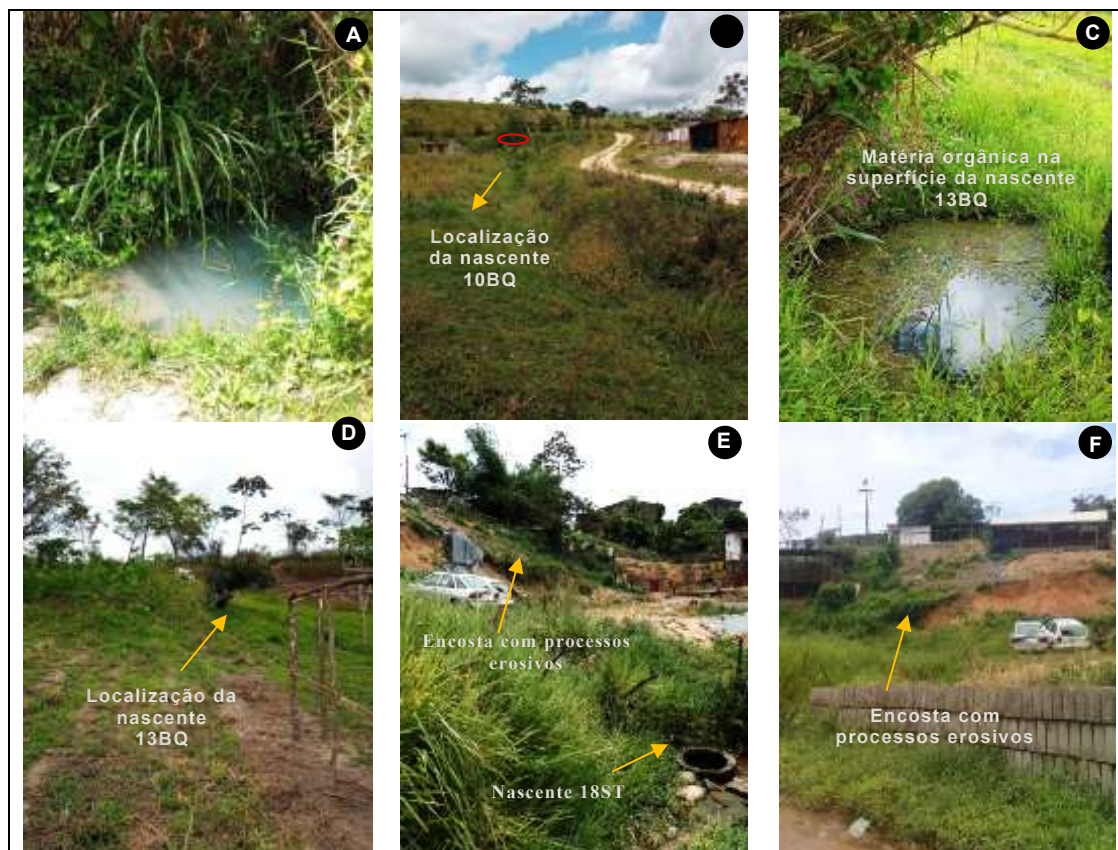 A
Localização
da nascente
10BQ
C
Matéria orgânica na
superfície da nascente
13BQ
D
Localização da
nascente
13BQ
E
Encosta com processos
erosivos
Nascente 18ST
F
Encosta com
processos erosivos